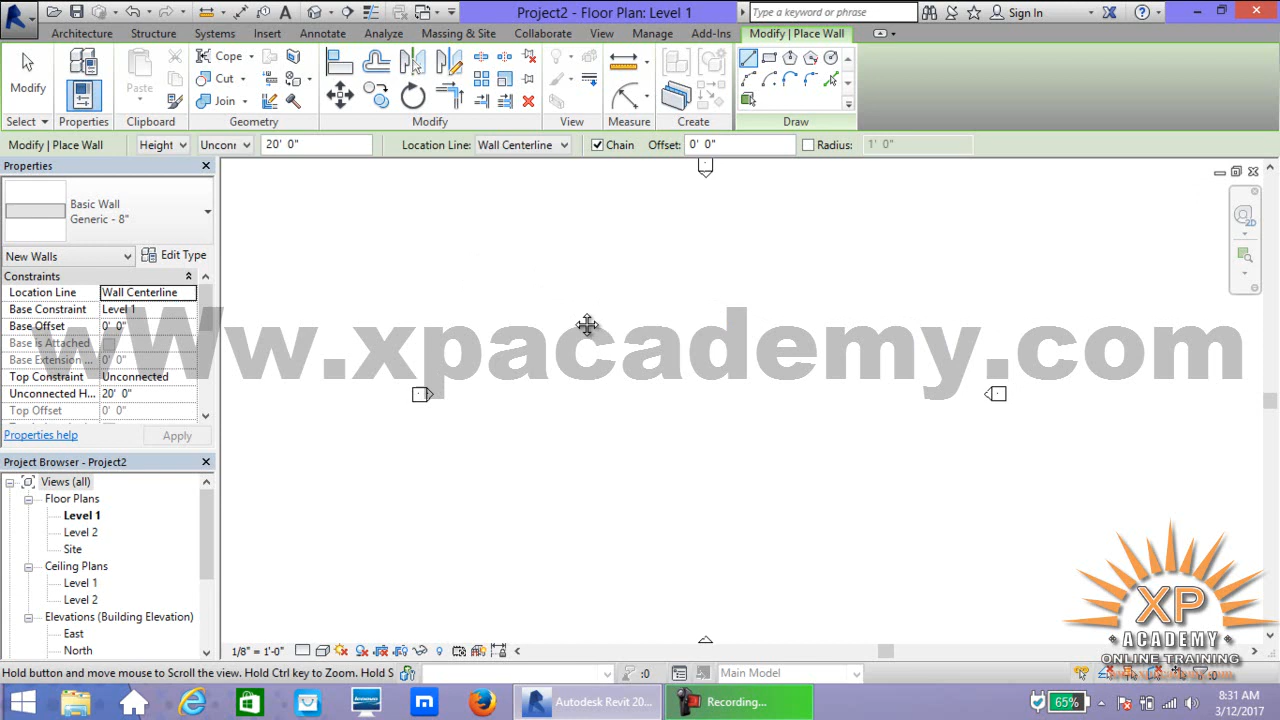 Project2 - Floor Plan: Level 1
Type a keyword or phrase
Sign In
Architecture Structure Systems Insert Annotate Analyze Massing & Site Collaborate View Manage Add-Ins Modify | Place Wall
Modify
Paste
Cope
Cut
Join
Select Properties Clipboard Geometry Modify View Measure Create Draw
Modify | Place Wall Height Unconr 20' 0" Location Line: Wall Centerline Chain Offset: 0' 0" Radius: 1' 0"
Properties
Basic Wall
Generic - 8"
New Walls Edit Type
Constraints
Location Line Wall Centerline
Base Constraint Level 1
Base Offset 0' 0"
Base is Attached
Base Extension ... 0' 0"
Top Constraint Unconnected
Unconnected H... 20' 0"
Top Offset 0' 0"
Properties help Apply
www.xpacademy.com
Project Browser - Project2
Views (all)
Floor Plans
Level 1
Level 2
Site
Ceiling Plans
Level 1
Level 2
Elevations (Building Elevation)
East
North
2D
1/8" = 1'-0"
XP
ACADEMY
ONLINE TRAINING
Hold button and move mouse to Scroll the view. Hold Ctrl key to Zoom. Hold S
:0 Main Model :0
Autodesk Revit 20... Recording...
65%
8:31 AM
3/12/2017